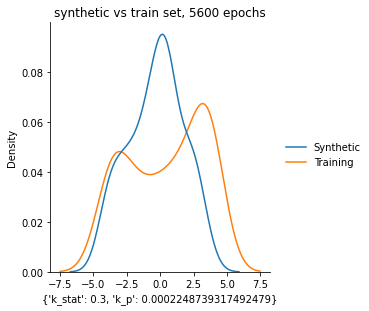 synthetic vs train set, 5600 epochs
Density
0.08
0.06
0.04
0.02
0.00
−7.5 −5.0 −2.5 0.0 2.5 5.0 7.5
{'k_stat': 0.3, 'k_p': 0.0002248739317492479}
Synthetic
Training